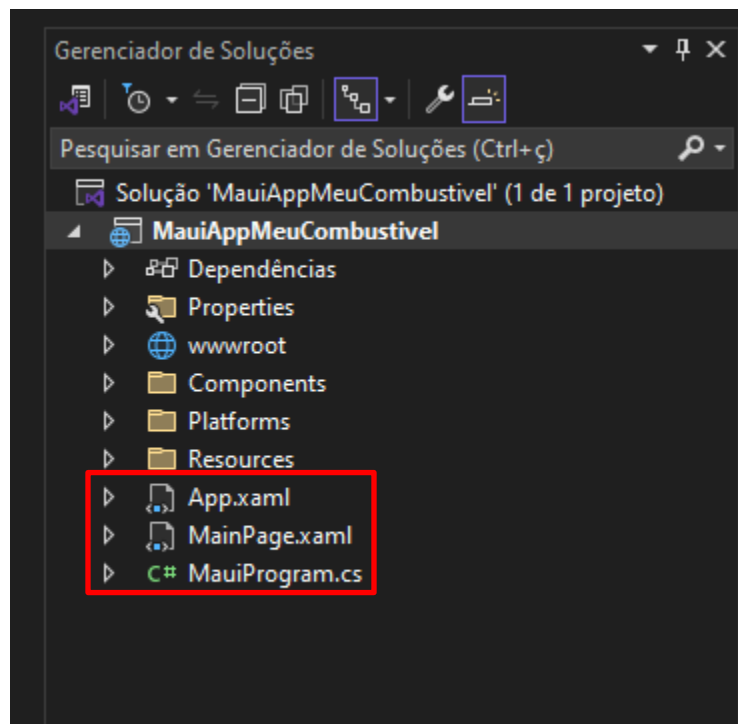 Gerenciador de Soluções
Pesquisar em Gerenciador de Soluções (Ctrl+ç)
Solução 'MauiAppMeuCombustivel' (1 de 1 projeto)
MauiAppMeuCombustivel
Dependências
Properties
wwwroot
Components
Platforms
Resources
App.xaml
MainPage.xaml
C# MauiProgram.cs